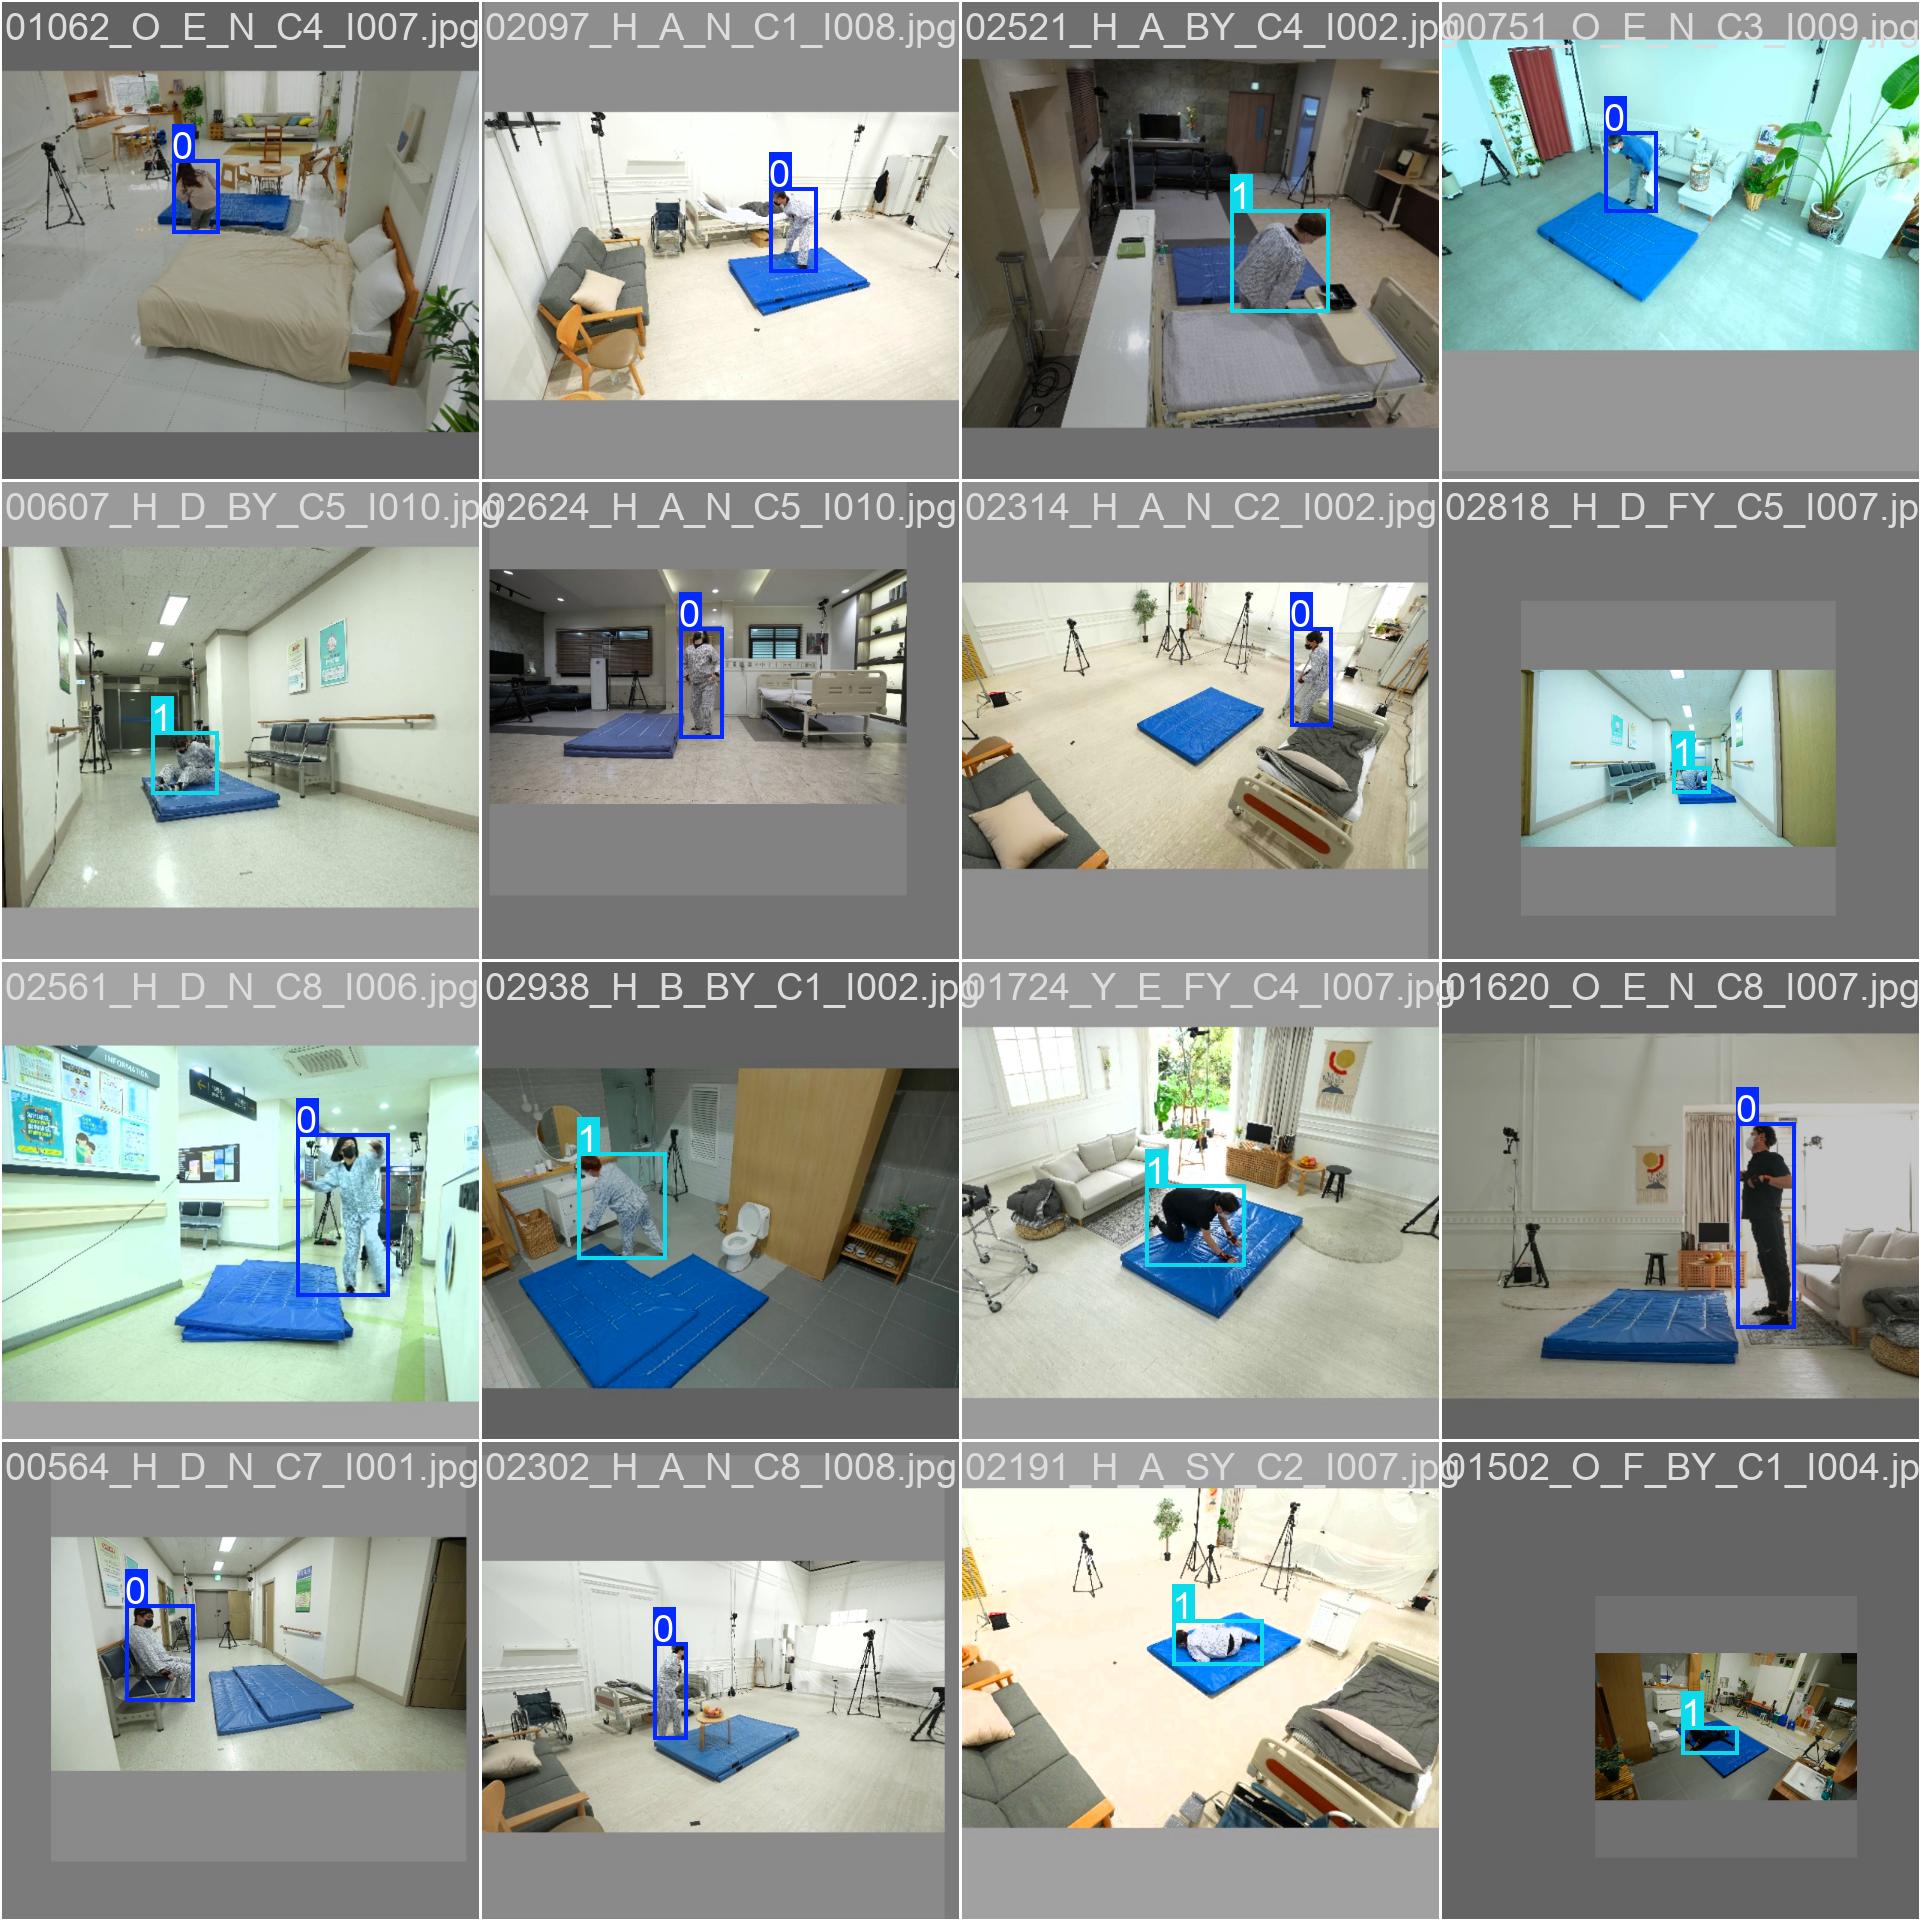 01062_O_E_N_C4_I007.jpg
02097_H_A_N_C1_I008.jpg
02521_H_A_BY_C4_I002.jpg
00751_O_E_N_C3_I009.jpg
0
0
1
0
00607_H_D_BY_C5_I010.jpg
02624_H_A_N_C5_I010.jpg
02314_H_A_N_C2_I002.jpg
02818_H_D_FY_C5_I007.jp
1
0
0
1
02561_H_D_N_C8_I006.jpg
02938_H_B_BY_C1_I002.jpg
01724_Y_E_FY_C4_I007.jpg
01620_O_E_N_C8_I007.jpg
INFORMATION
0
1
1
0
00564_H_D_N_C7_I001.jpg
02302_H_A_N_C8_I008.jpg
02191_H_A_SY_C2_I007.jpg
01502_O_F_BY_C1_I004.jp
0
0
1
1